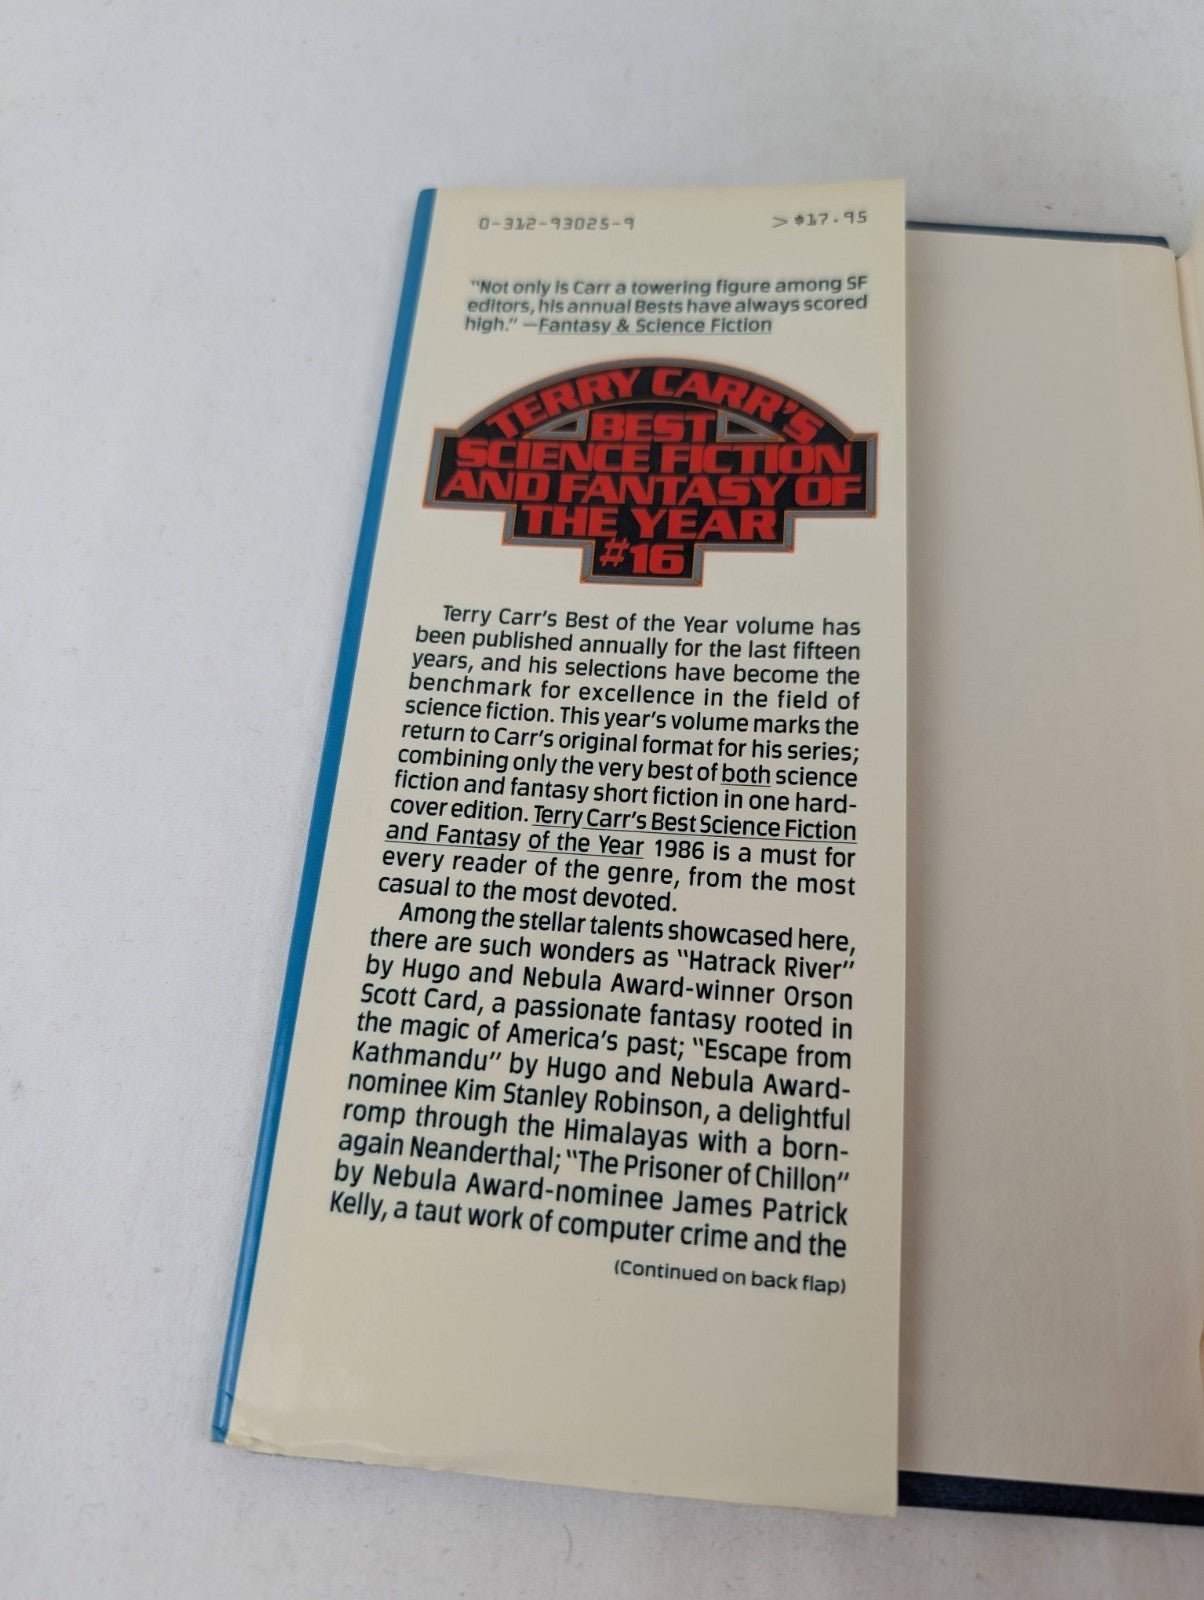 0-312-93025-9 >$17.95
"Not only is Carr a towering figure among SF
editors, his annual Bests have always scored
high." —Fantasy & Science Fiction
TERRY CARR'S
BEST
SCIENCE FICTION
AND FANTASY OF
THE YEAR
#16
Terry Carr's Best of the Year volume has
been published annually for the last fifteen
years, and his selections have become the
benchmark for excellence in the field of
science fiction. This year's volume marks the
return to Carr's original format for his series;
combining only the very best of both science
fiction and fantasy short fiction in one hard-
cover edition. Terry Carr's Best Science Fiction
and Fantasy of the Year 1986 is a must for
every reader of the genre, from the most
casual to the most devoted.
Among the stellar talents showcased here,
there are such wonders as "Hatrack River"
by Hugo and Nebula Award-winner Orson
Scott Card, a passionate fantasy rooted in
the magic of America's past; "Escape from
Kathmandu" by Hugo and Nebula Award-
nominee Kim Stanley Robinson, a delightful
romp through the Himalayas with a born-
again Neanderthal; "The Prisoner of Chillon"
by Nebula Award-nominee James Patrick
Kelly, a taut work of computer crime and the
(Continued on back flap)